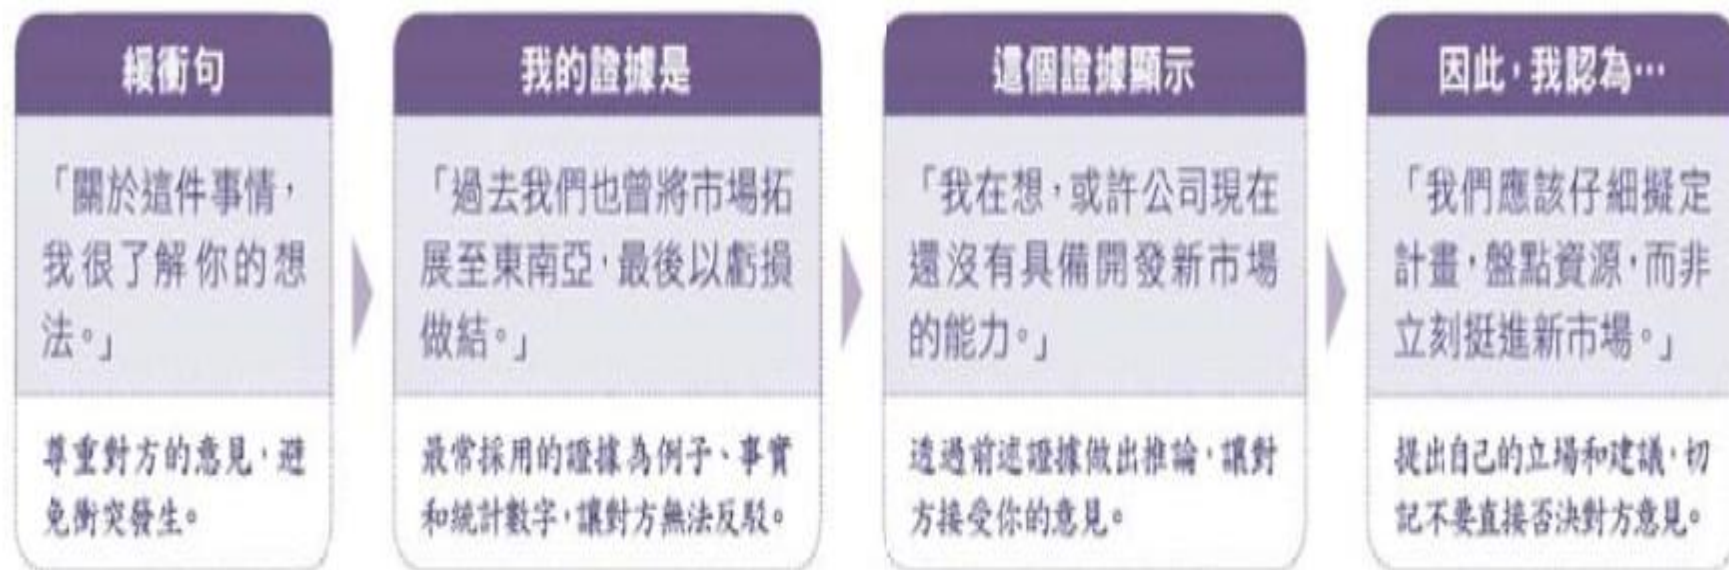 緩衝句
「關於這件事情，
我很了解你的想
法。」
尊重對方的意見，避
免衝突發生。
我的證據是
「過去我們也曾將市場拓
展至東南亞，最後以虧損
做結。」
最常採用的證據為例子、事實
和統計數字，讓對方無法反駁。
這個證據顯示
「我在想，或許公司現在
還沒有具備開發新市場
的能力。」
透過前述證據做出推論，讓對
方接受你的意見。
因此，我認為…
「我們應該仔細擬定
計畫，盤點資源，而非
立刻挺進新市場。」
提出自己的立場和建議，切
記不要直接否決對方意見。